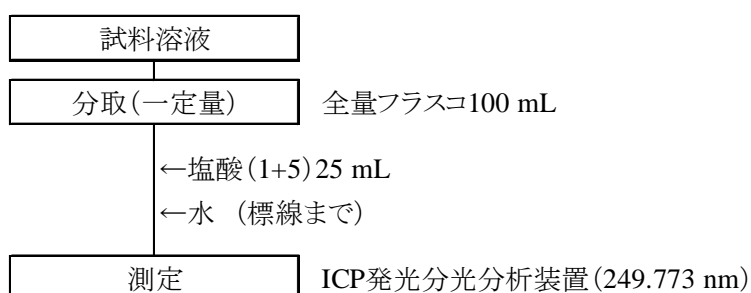 試料溶液
分取(一定量) 全量フラスコ100 mL
←塩酸(1+5)25 mL
←水 (標線まで)
測定 ICP発光分光分析装置(249.773 nm)